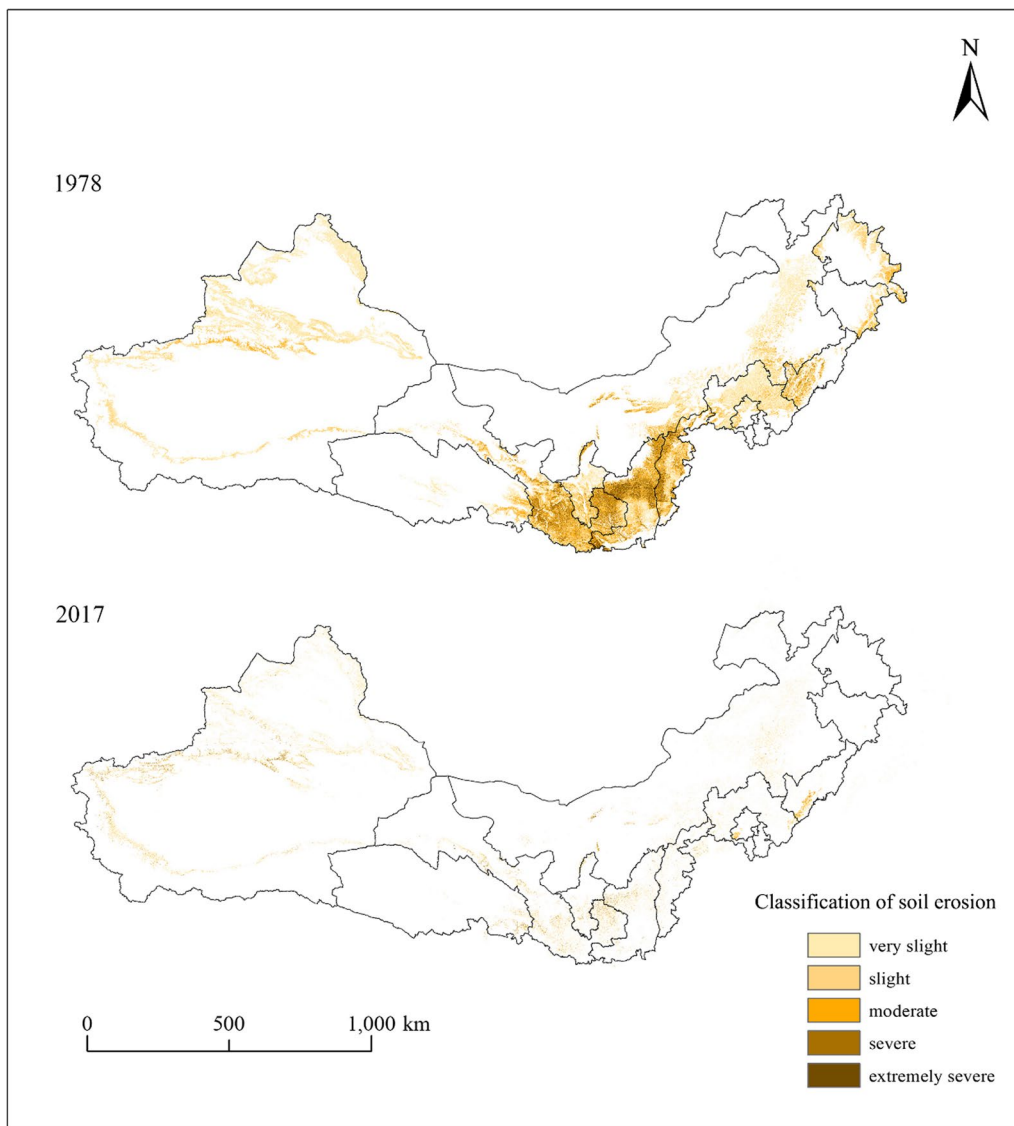 N
1978
2017
Classification of soil erosion
very slight
slight
moderate
severe
extremely severe
0 500 1,000 km